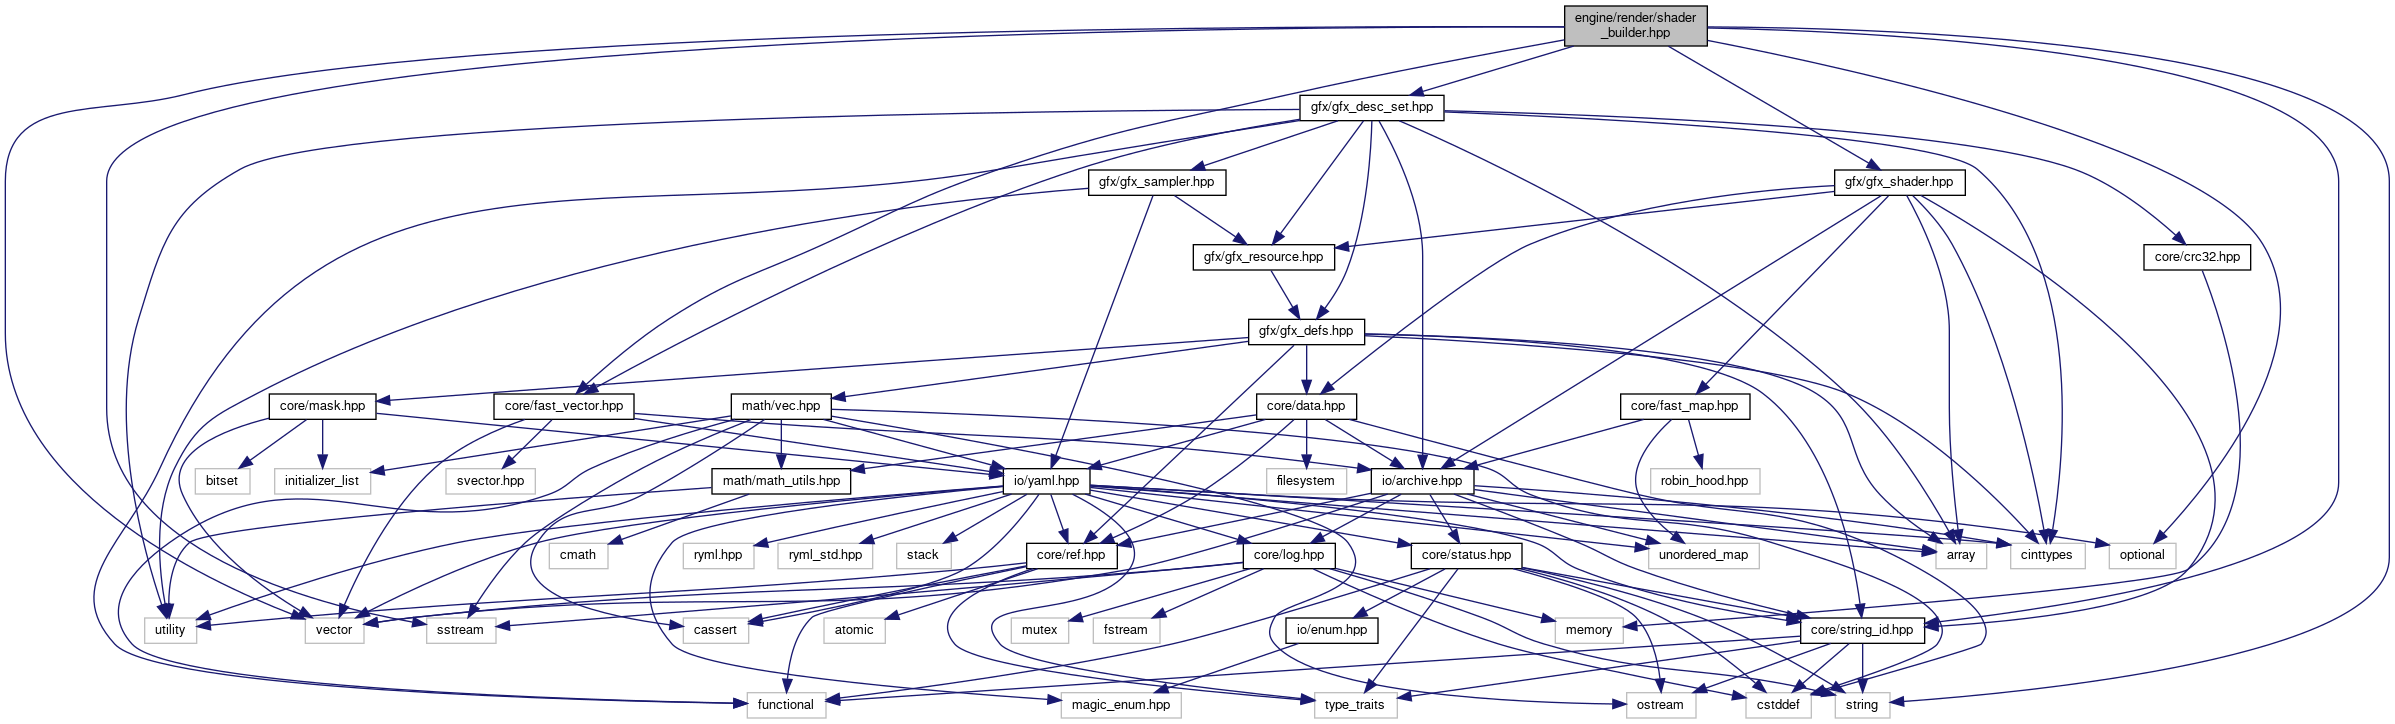 engine/render/shader
_builder.hpp
gfx/gfx_desc_set.hpp
gfx/gfx_sampler.hpp
gfx/gfx_shader.hpp
gfx/gfx_resource.hpp
core/crc32.hpp
gfx/gfx_defs.hpp
core/mask.hpp
core/fast_vector.hpp
math/vec.hpp
core/data.hpp
core/fast_map.hpp
bitset
initializer_list
svector.hpp
math/math_utils.hpp
io/yaml.hpp
filesystem
io/archive.hpp
robin_hood.hpp
cmath
ryml.hpp
ryml_std.hpp
stack
core/ref.hpp
core/log.hpp
core/status.hpp
unordered_map
array
cinttypes
optional
utility
vector
sstream
cassert
atomic
mutex
fstream
io/enum.hpp
memory
core/string_id.hpp
functional
magic_enum.hpp
type_traits
ostream
cstddef
string